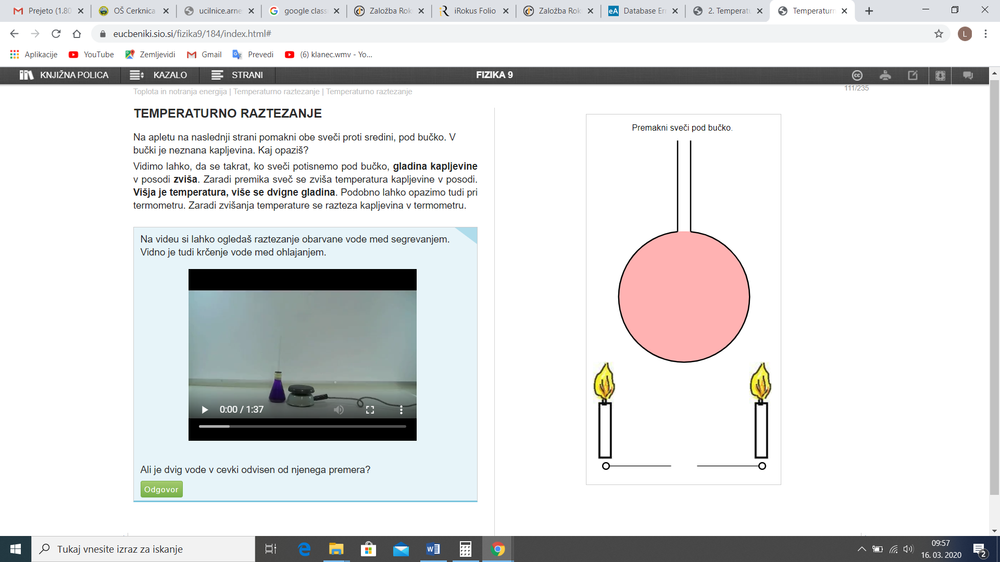 Prejeto (1.80
OŠ Cerknica
ucilnice.arne
google class
Založba Rok
iRokus Folio
Založba Rok
Database Err
2. Temperatu
Temperaturn
eucbeniki.sio.si/fizika9/184/index.html#
L
Aplikacije
YouTube
Zemljevidi
Gmail
Prevedi
(6) klanec.wmv - Yo...
KNJIŽNA POLICA
KAZALO
STRANI
FIZIKA 9
Toplota in notranja energija | Temperaturno raztezanje | Temperaturno raztezanje
111/235
TEMPERATURNO RAZTEZANJE
Na apletu na naslednji strani pomakni obe sveči proti sredini, pod bučko. V
bučki je neznana kapljevina. Kaj opaziš?
Vidimo lahko, da se takrat, ko sveči potisnemo pod bučko, gladina kapljevine
v posodi zviša. Zaradi premika sveč se zviša temperatura kapljevine v posodi.
Višja je temperatura, više se dvigne gladina. Podobno lahko opazimo tudi pri
termometru. Zaradi zvišanja temperature se razteza kapljevina v termometru.
Na videu si lahko ogledaš raztezanje obarvane vode med segrevanjem.
Vidno je tudi krčenje vode med ohlajanjem.
0:00 / 1:37
Ali je dvig vode v cevki odvisen od njenega premera?
Odgovor
Premakni sveči pod bučko.
Tukaj vnesite izraz za iskanje
09:57
16. 03. 2020
2